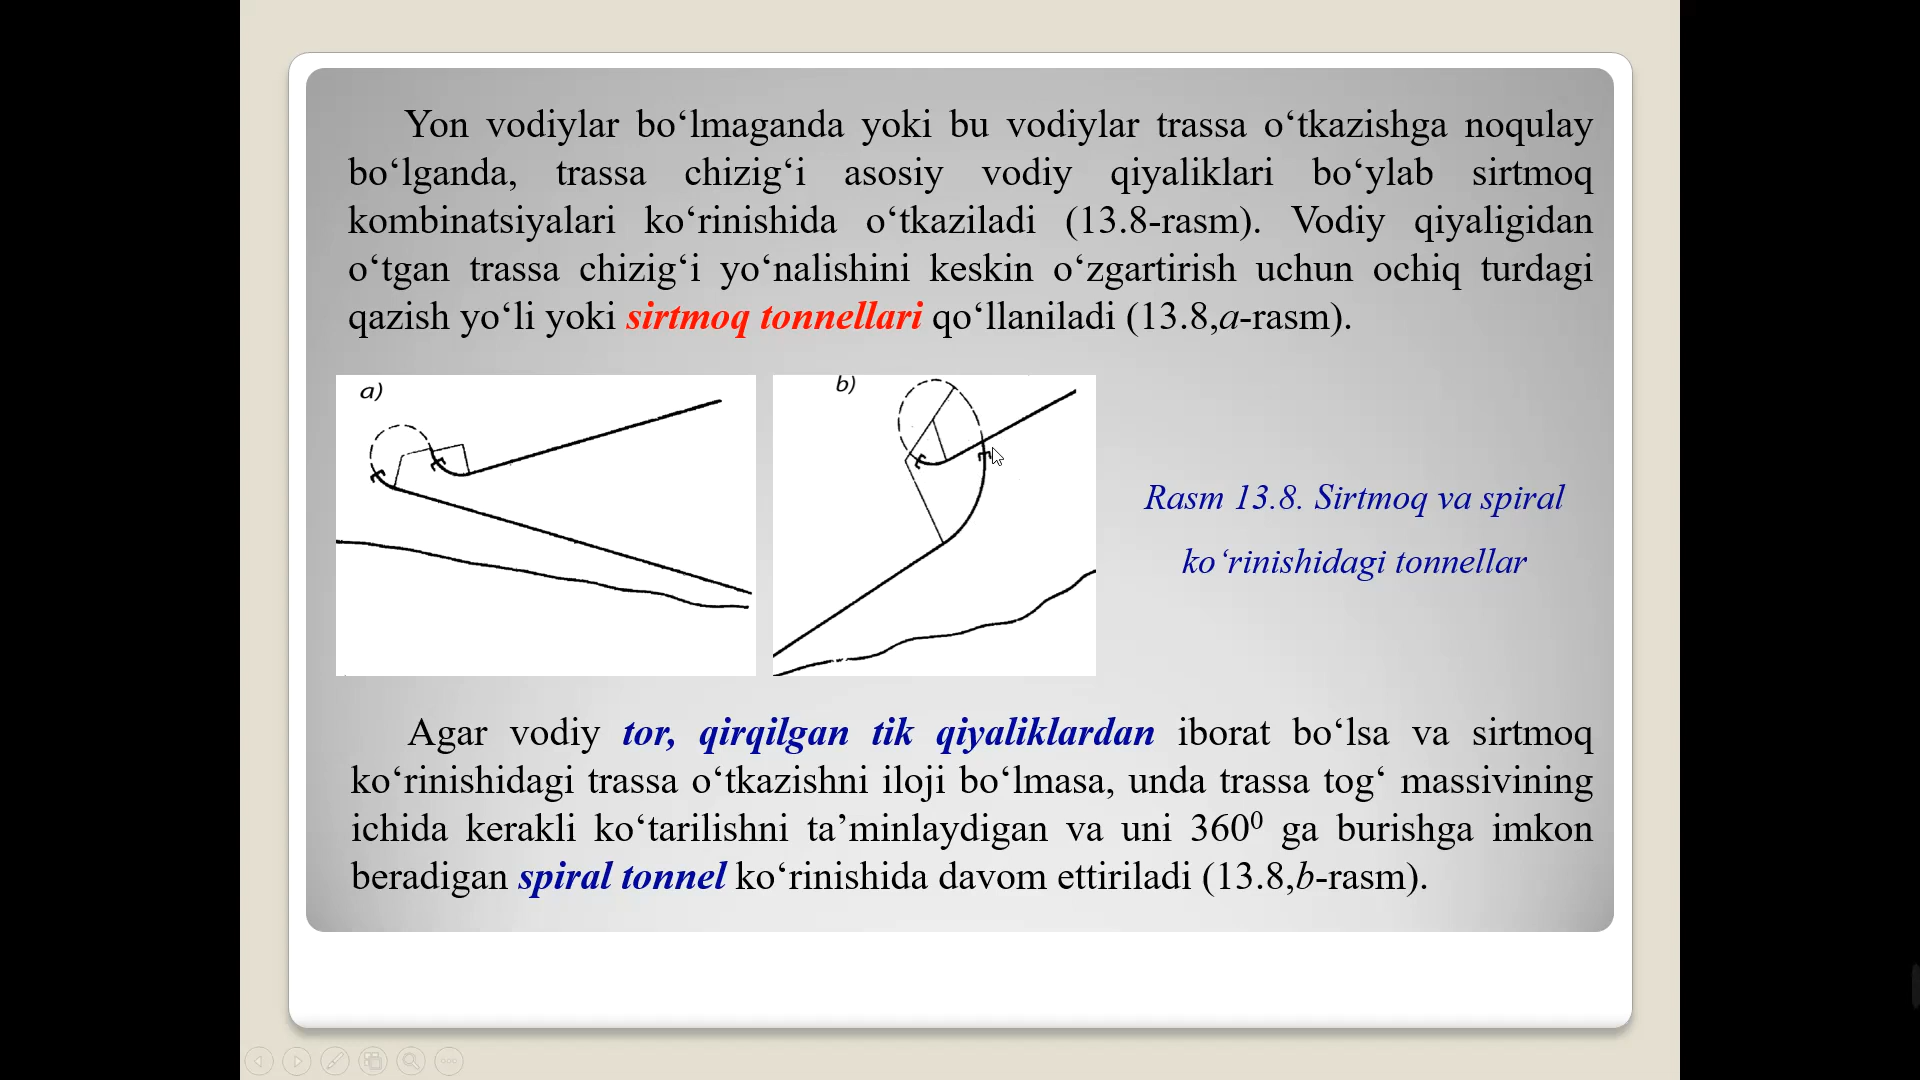 Yon vodiylar bo‘lmaganda yoki bu vodiylar trassa o‘tkazishga noqulay
bo‘lganda, trassa chizig‘i asosiy vodiy qiyaliklari bo‘ylab sirtmoq
kombinatsiyalari ko‘rinishida o‘tkaziladi (13.8-rasm). Vodiy qiyaligidan
o‘tgan trassa chizig‘i yo‘nalishini keskin o‘zgartirish uchun ochiq turdagi
qazish yo‘li yoki sirtmoq tonnellari qo‘llaniladi (13.8,a-rasm).
a)
b)
Rasm 13.8. Sirtmoq va spiral
ko‘rinishidagi tonnellar
Agar vodiy tor, qirqilgan tik qiyaliklardan iborat bo‘lsa va sirtmoq
ko‘rinishidagi trassa o‘tkazishni iloji bo‘lmasa, unda trassa tog‘ massivining
ichida kerakli ko‘tarilishni ta’minlaydigan va uni 360⁰ ga burishga imkon
beradigan spiral tonnel ko‘rinishida davom ettiriladi (13.8,b-rasm).